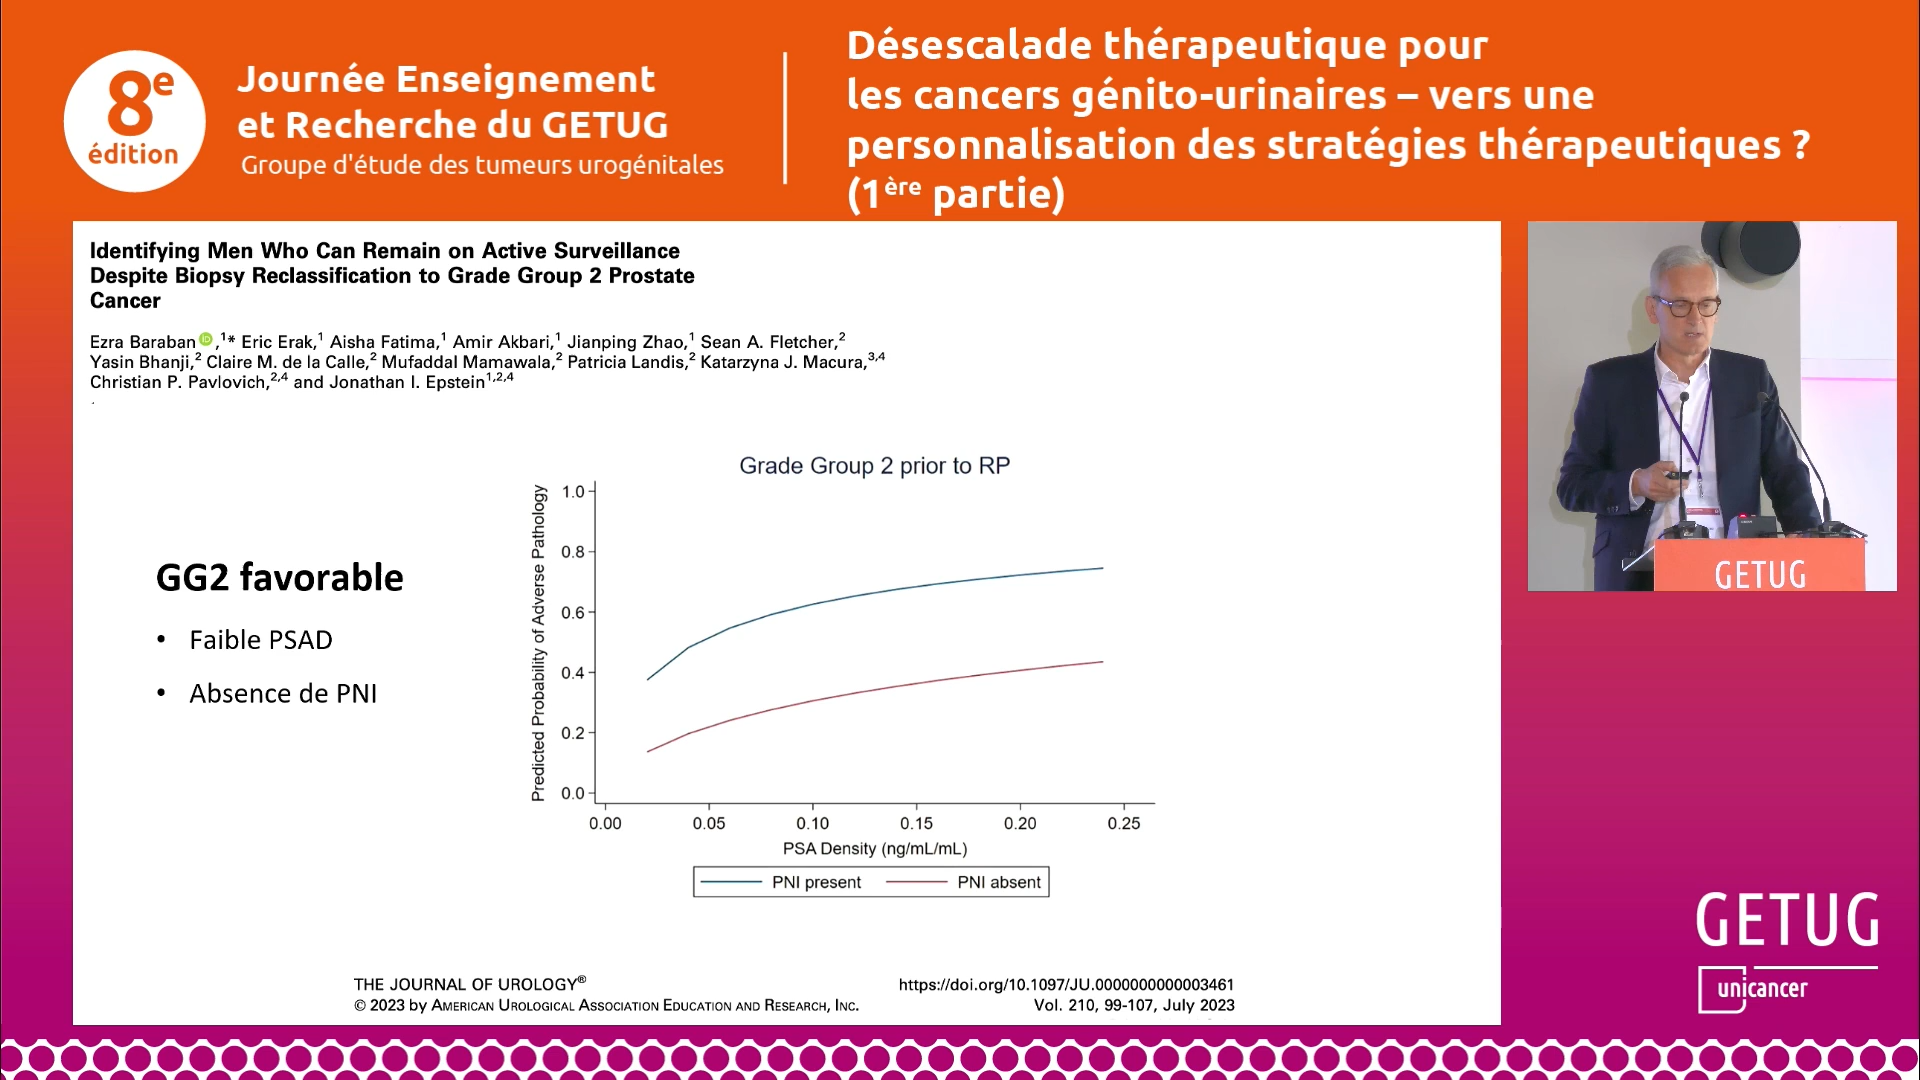 8e
édition
Journée Enseignement
et Recherche du GETUG
Groupe d'étude des tumeurs urogénitales
Désescalade thérapeutique pour
les cancers génito-urinaires – vers une
personnalisation des stratégies thérapeutiques ?
(1ère partie)
Identifying Men Who Can Remain on Active Surveillance
Despite Biopsy Reclassification to Grade Group 2 Prostate
Cancer
Ezra Baraban iD,1* Eric Erak,1 Aisha Fatima,1 Amir Akbari,1 Jianping Zhao,1 Sean A. Fletcher,2
Yasin Bhanji,2 Claire M. de la Calle,2 Mufaddal Mamawala,2 Patricia Landis,2 Katarzyna J. Macura,3,4
Christian P. Pavlovich,2,4 and Jonathan I. Epstein1,2,4
GG2 favorable
• Faible PSAD
• Absence de PNI
Grade Group 2 prior to RP
Predicted Probability of Adverse Pathology
1.0
0.8
0.6
0.4
0.2
0.0
0.00 0.05 0.10 0.15 0.20 0.25
PSA Density (ng/mL/mL)
PNI present PNI absent
THE JOURNAL OF UROLOGY®
© 2023 by AMERICAN UROLOGICAL ASSOCIATION EDUCATION AND RESEARCH, INC.
https://doi.org/10.1097/JU.0000000000003461
Vol. 210, 99-107, July 2023
GETUG
GETUG
unicancer